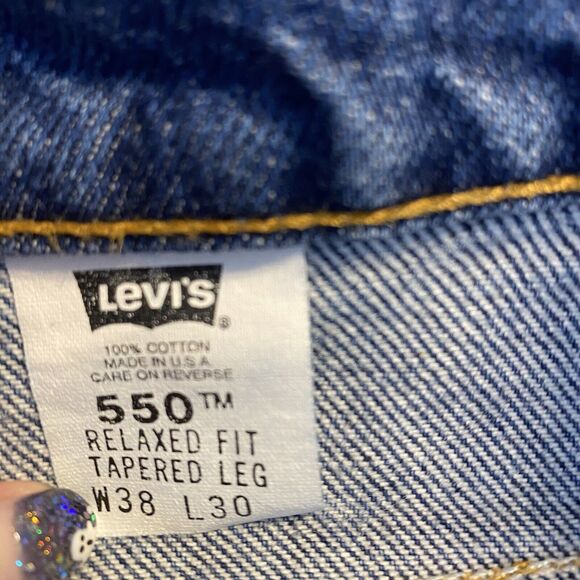 LEVI'S ®
100% COTTON
MADE IN U.S.A
CARE ON REVERSE
550™
RELAXED FIT
TAPERED LEG
W38 L30